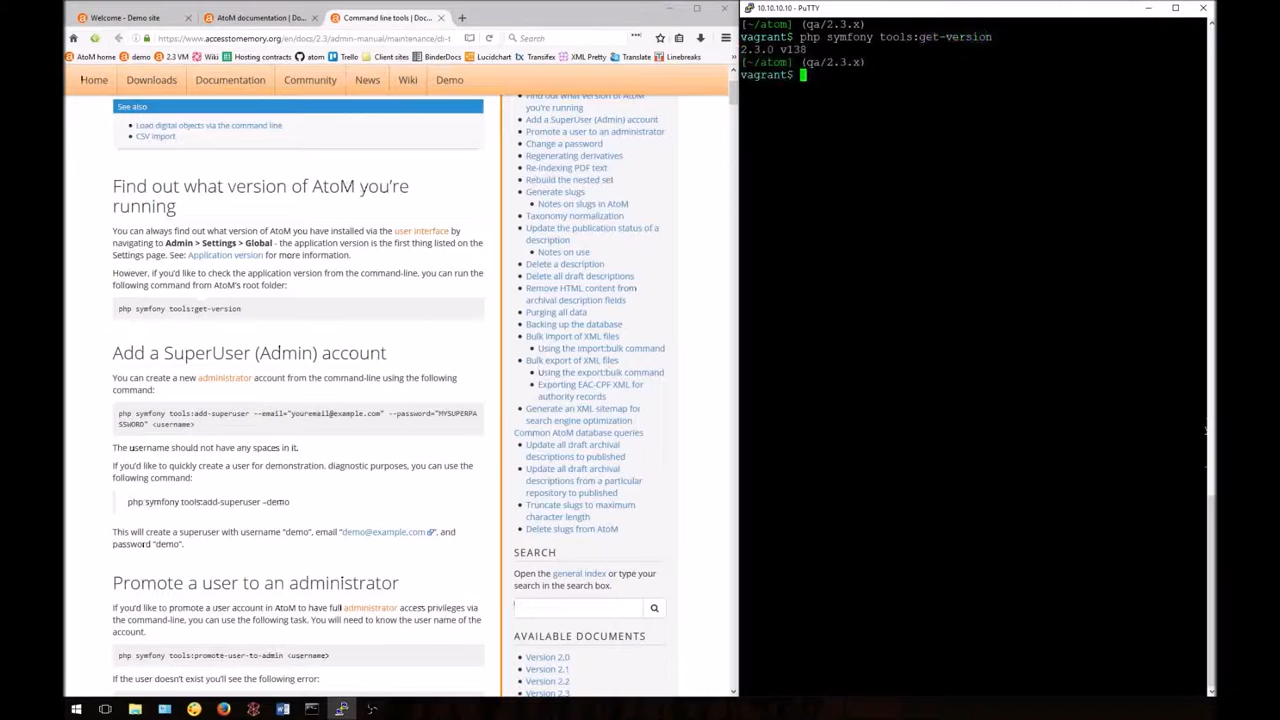 Welcome - Demo site
AtoM documentation | Doc...
Command line tools | Doc...
https://www.accesstomemory.org/en/docs/2.3/admin-manual/maintenance/cli-t
Search
AtoM home
demo
2.3 VM
Hosting contracts
atom
Trello
BinderDocs
Lucidchart
Transifex
XML Pretty
Translate
Linebreaks
Home
Downloads
Documentation
Community
News
Wiki
Demo
See also
Load digital objects via the command line
CSV import
Find out what version of AtoM you're
running
You can always find out what version of AtoM you have installed via the user interface by
navigating to Admin > Settings > Global - the application version is the first thing listed on the
Settings page. See: Application version for more information.
However, if you'd like to check the application version from the command-line, you can run the
following command from AtoM's root folder:
php symfony tools:get-version
Add a SuperUser (Admin) account
You can create a new administrator account from the command-line using the following
command:
php symfony tools:add-superuser --email="youremail@example.com" --password="MYSUPERPA
SSWORD" <username>
The username should not have any spaces in it.
If you'd like to quickly create a user for demonstration, diagnostic purposes, you can use the
following command:
php symfony tools:add-superuser –demo
This will create a superuser with username "demo", email "demo@example.com", and
password "demo".
Promote a user to an administrator
If you'd like to promote a user account in AtoM to have full administrator access privileges via
the command-line, you can use the following task. You will need to know the user name of the
account.
php symfony tools:promote-user-to-admin <username>
If the user doesn't exist you'll see the following error:
Find out what version of AtoM
you're running
Add a SuperUser (Admin) account
Promote a user to an administrator
Change a password
Regenerating derivatives
Re-indexing PDF text
Rebuild the nested set
Generate slugs
Notes on slugs in AtoM
Taxonomy normalization
Update the publication status of a
description
Notes on use
Delete a description
Delete all draft descriptions
Remove HTML content from
archival description fields
Purging all data
Backing up the database
Bulk import of XML files
Using the import:bulk command
Bulk export of XML files
Using the export:bulk command
Exporting EAC-CPF XML for
authority records
Generate an XML sitemap for
search engine optimization
Common AtoM database queries
Update all draft archival
descriptions to published
Update all draft archival
descriptions from a particular
repository to published
Truncate slugs to maximum
character length
Delete slugs from AtoM
SEARCH
Open the general index or type your
search in the search box.
AVAILABLE DOCUMENTS
Version 2.0
Version 2.1
Version 2.2
Version 2.3
10.10.10.10 - PuTTY
[~/atom] (qa/2.3.x)
vagrant$ php symfony tools:get-version
2.3.0 v138
[~/atom] (qa/2.3.x)
vagrant$